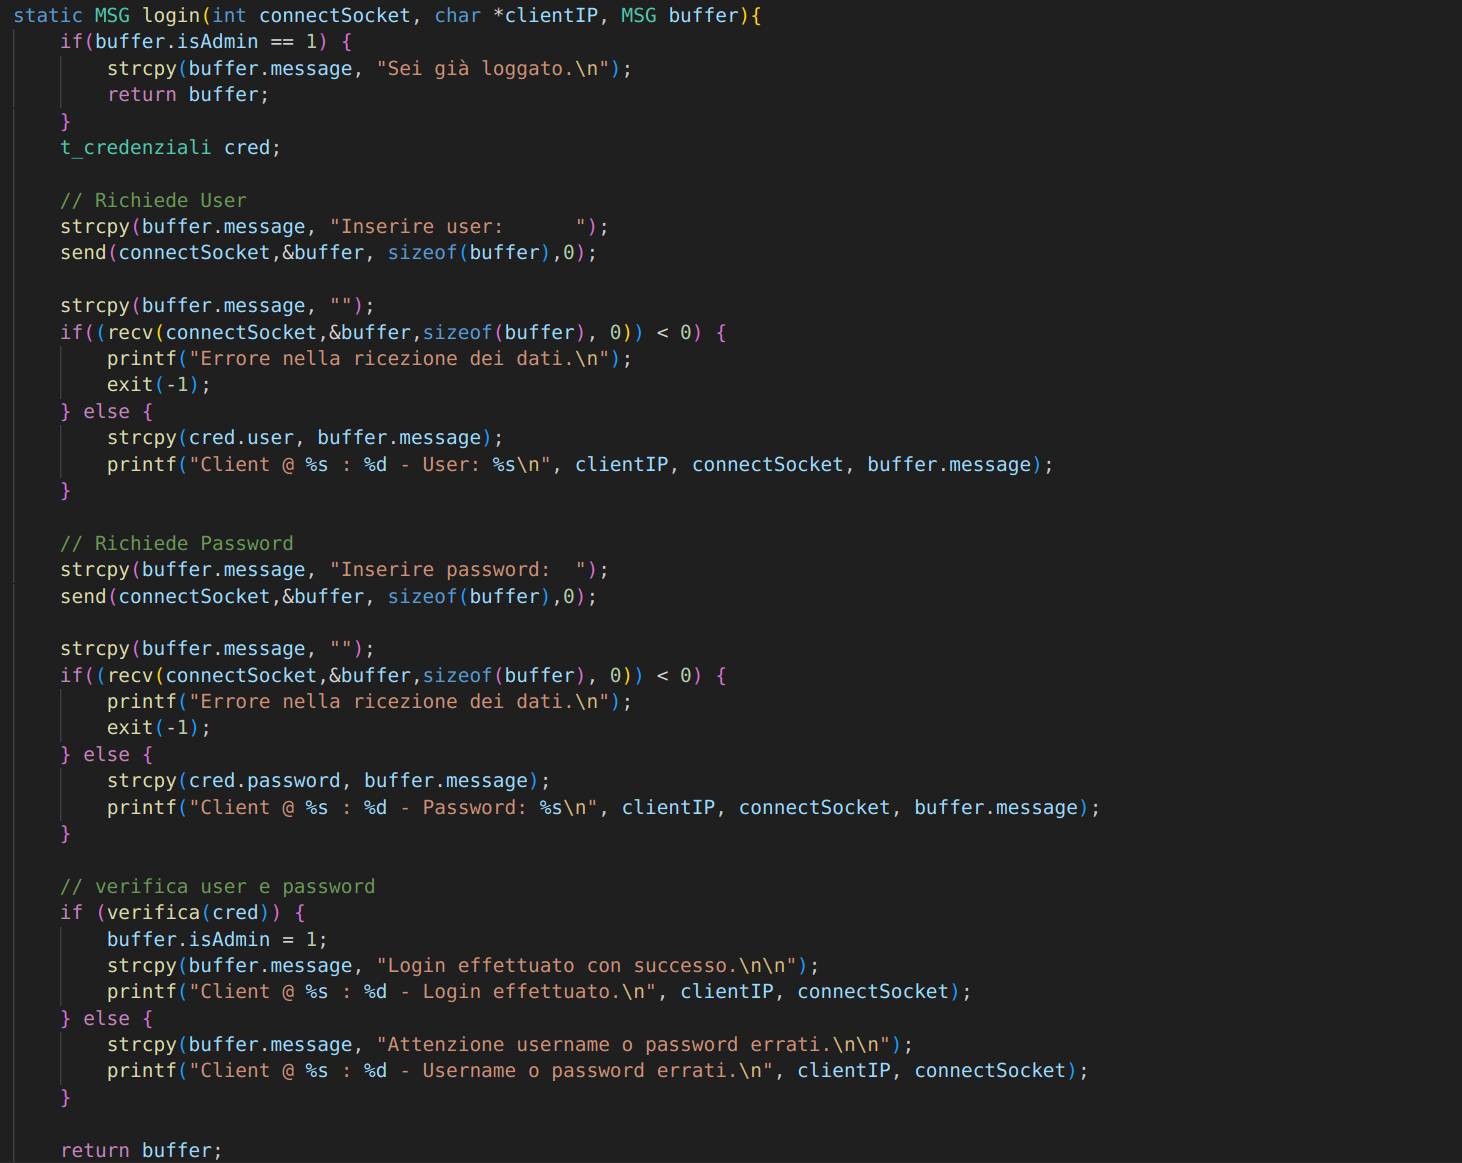 static MSG login(int connectSocket, char *clientIP, MSG buffer){
    if(buffer.isAdmin == 1) {
        strcpy(buffer.message, "Sei già loggato.\n");
        return buffer;
    }
    t_credenziali cred;

    // Richiede User
    strcpy(buffer.message, "Inserire user:      ");
    send(connectSocket,&buffer, sizeof(buffer),0);

    strcpy(buffer.message, "");
    if((recv(connectSocket,&buffer,sizeof(buffer), 0)) < 0) {
        printf("Errore nella ricezione dei dati.\n");
        exit(-1);
    } else {
        strcpy(cred.user, buffer.message);
        printf("Client @ %s : %d - User: %s\n", clientIP, connectSocket, buffer.message);
    }

    // Richiede Password
    strcpy(buffer.message, "Inserire password:  ");
    send(connectSocket,&buffer, sizeof(buffer),0);

    strcpy(buffer.message, "");
    if((recv(connectSocket,&buffer,sizeof(buffer), 0)) < 0) {
        printf("Errore nella ricezione dei dati.\n");
        exit(-1);
    } else {
        strcpy(cred.password, buffer.message);
        printf("Client @ %s : %d - Password: %s\n", clientIP, connectSocket, buffer.message);
    }

    // verifica user e password
    if (verifica(cred)) {
        buffer.isAdmin = 1;
        strcpy(buffer.message, "Login effettuato con successo.\n\n");
        printf("Client @ %s : %d - Login effettuato.\n", clientIP, connectSocket);
    } else {
        strcpy(buffer.message, "Attenzione username o password errati.\n\n");
        printf("Client @ %s : %d - Username o password errati.\n", clientIP, connectSocket);
    }

    return buffer;